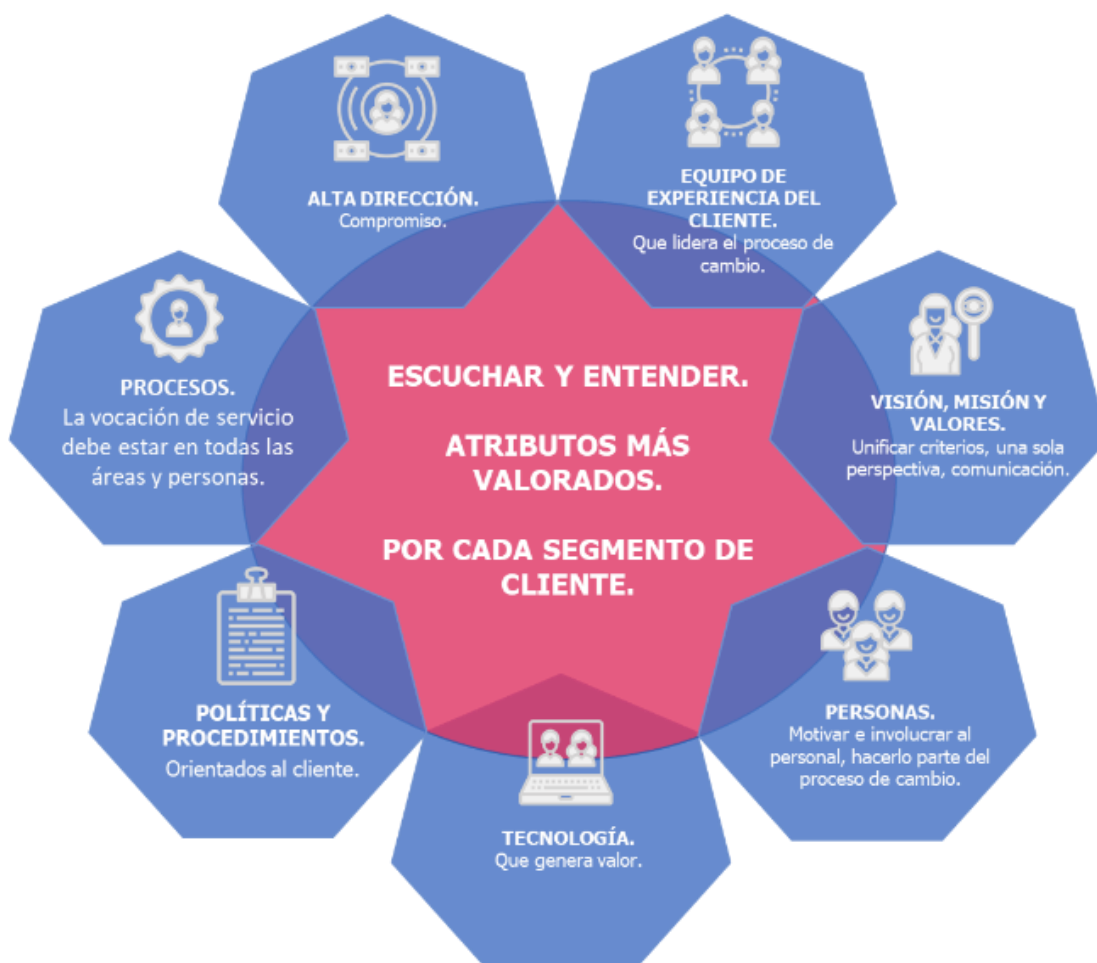 ALTA DIRECCIÓN.
Compromiso.
EQUIPO DE
EXPERIENCIA DEL
CLIENTE.
Que lidera el proceso de
cambio.
PROCESOS.
La vocación de servicio
debe estar en todas las
áreas y personas.
ESCUCHAR Y ENTENDER.
ATRIBUTOS MÁS
VALORADOS.
POR CADA SEGMENTO DE
CLIENTE.
VISIÓN, MISIÓN Y
VALORES.
Unificar criterios, una sola
perspectiva, comunicación.
POLÍTICAS Y
PROCEDIMIENTOS.
Orientados al cliente.
TECNOLOGÍA.
Que genera valor.
PERSONAS.
Motivar e involucrar al
personal, hacerlo parte del
proceso de cambio.